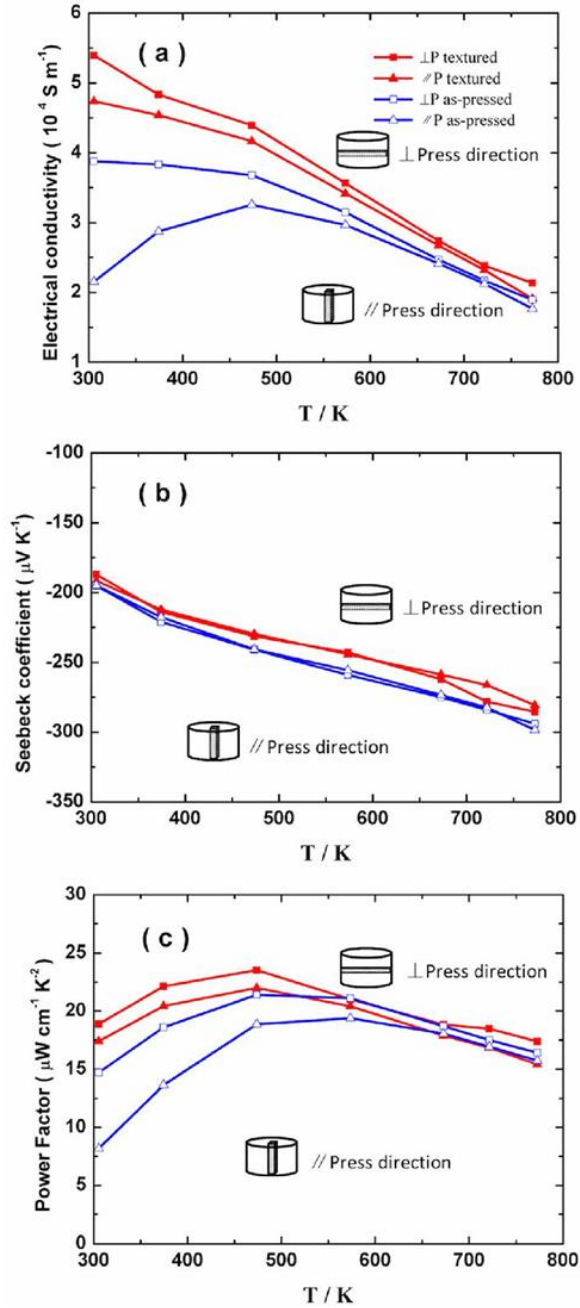 ( a )
Electrical conductivity ( 10⁴ S m⁻¹ )
6
5
4
3
2
1
⊥P textured
//P textured
⊥P as-pressed
//P as-pressed
⊥Press direction
//Press direction
300 400 500 600 700 800
T / K
( b )
Seebeck coefficient ( μV K⁻¹ )
-100
-150
-200
-250
-300
-350
⊥Press direction
//Press direction
300 400 500 600 700 800
T / K
( c )
Power Factor ( μW cm⁻¹ K⁻² )
30
25
20
15
10
5
0
⊥Press direction
//Press direction
300 400 500 600 700 800
T / K